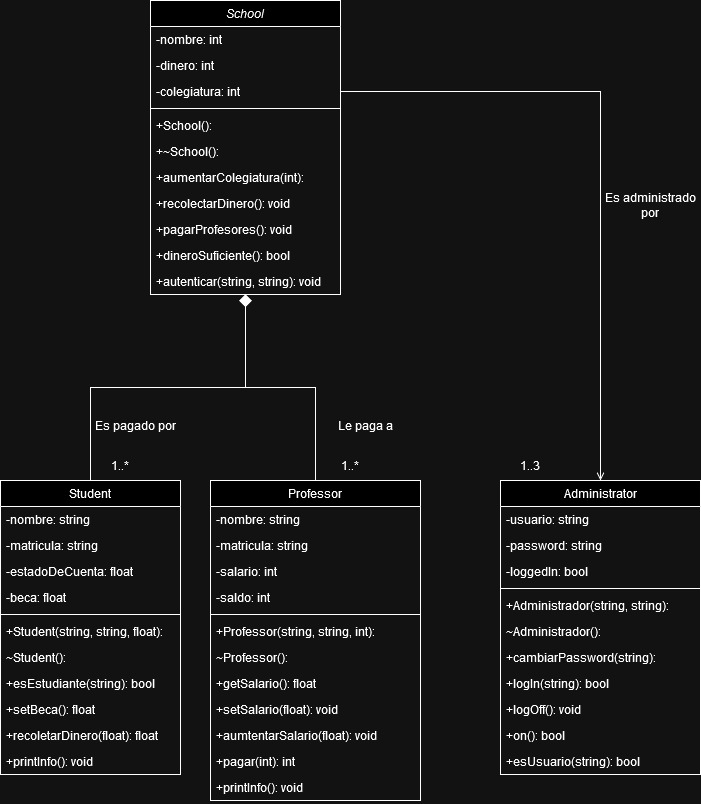 School
-nombre: int
-dinero: int
-colegiatura: int
+School():
+~School():
+aumentarColegiatura(int):
+recolectarDinero(): void
+pagarProfesores(): void
+dineroSuficiente(): bool
+autenticar(string, string): void
Es administrado
por
Es pagado por
Le paga a
1..*
1..*
1..3
Student
-nombre: string
-matricula: string
-estadoDeCuenta: float
-beca: float
+Student(string, string, float):
~Student():
+esEstudiante(string): bool
+setBeca(): float
+recoletarDinero(float): float
+printInfo(): void
Professor
-nombre: string
-matricula: string
-salario: int
-saldo: int
+Professor(string, string, int):
~Professor():
+getSalario(): float
+setSalario(float): void
+aumtentarSalario(float): void
+pagar(int): int
+printInfo(): void
Administrator
-usuario: string
-password: string
-loggedIn: bool
+Administrador(string, string):
~Administrador():
+cambiarPassword(string):
+logIn(string): bool
+logOff(): void
+on(): bool
+esUsuario(string): bool